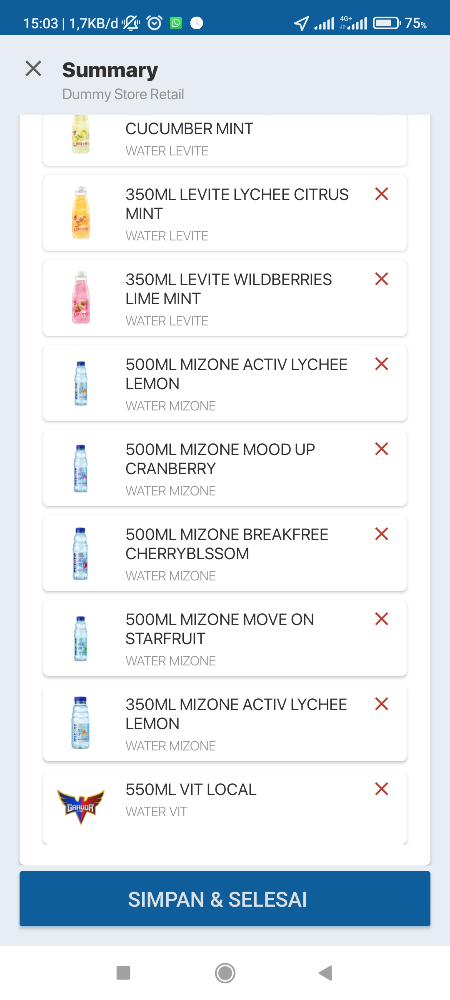 15:03 | 1,7KB/d
4G+
75%
Summary
Dummy Store Retail
CUCUMBER MINT
WATER LEVITE
350ML LEVITE LYCHEE CITRUS
MINT
WATER LEVITE
350ML LEVITE WILDBERRIES
LIME MINT
WATER LEVITE
500ML MIZONE ACTIV LYCHEE
LEMON
WATER MIZONE
500ML MIZONE MOOD UP
CRANBERRY
WATER MIZONE
500ML MIZONE BREAKFREE
CHERRYBLSSOM
WATER MIZONE
500ML MIZONE MOVE ON
STARFRUIT
WATER MIZONE
350ML MIZONE ACTIV LYCHEE
LEMON
WATER MIZONE
GARUDA
550ML VIT LOCAL
WATER VIT
SIMPAN & SELESAI